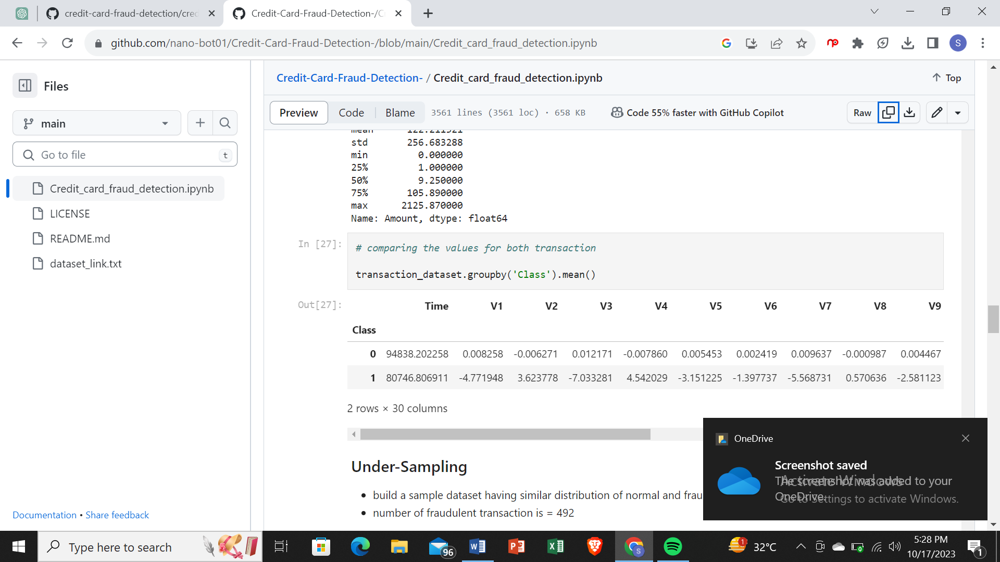 credit-card-fraud-detection/cred
Credit-Card-Fraud-Detection-/C
github.com/nano-bot01/Credit-Card-Fraud-Detection-/blob/main/Credit_card_fraud_detection.ipynb
S
Files
main
Go to file
t
Credit_card_fraud_detection.ipynb
LICENSE
README.md
dataset_link.txt
Documentation • Share feedback
Credit-Card-Fraud-Detection- / Credit_card_fraud_detection.ipynb
Top
Preview Code Blame 3561 lines (3561 loc) · 658 KB Code 55% faster with GitHub Copilot Raw
mean 122.211321
std 256.683288
min 0.000000
25% 1.000000
50% 9.250000
75% 105.890000
max 2125.870000
Name: Amount, dtype: float64
In [27]:
# comparing the values for both transaction
transaction_dataset.groupby('Class').mean()
Out[27]:
Time V1 V2 V3 V4 V5 V6 V7 V8 V9
Class
0 94838.202258 0.008258 -0.006271 0.012171 -0.007860 0.005453 0.002419 0.009637 -0.000987 0.004467
1 80746.806911 -4.771948 3.623778 -7.033281 4.542029 -3.151225 -1.397737 -5.568731 0.570636 -2.581123
2 rows × 30 columns
Under-Sampling
• build a sample dataset having similar distribution of normal and frau
• number of fraudulent transaction is = 492
OneDrive
Screenshot saved
The screenshot was added to your
OneDrive.
Activate Windows
Go to Settings to activate Windows.
Type here to search
96
S
1
32°C
5:28 PM
10/17/2023
1